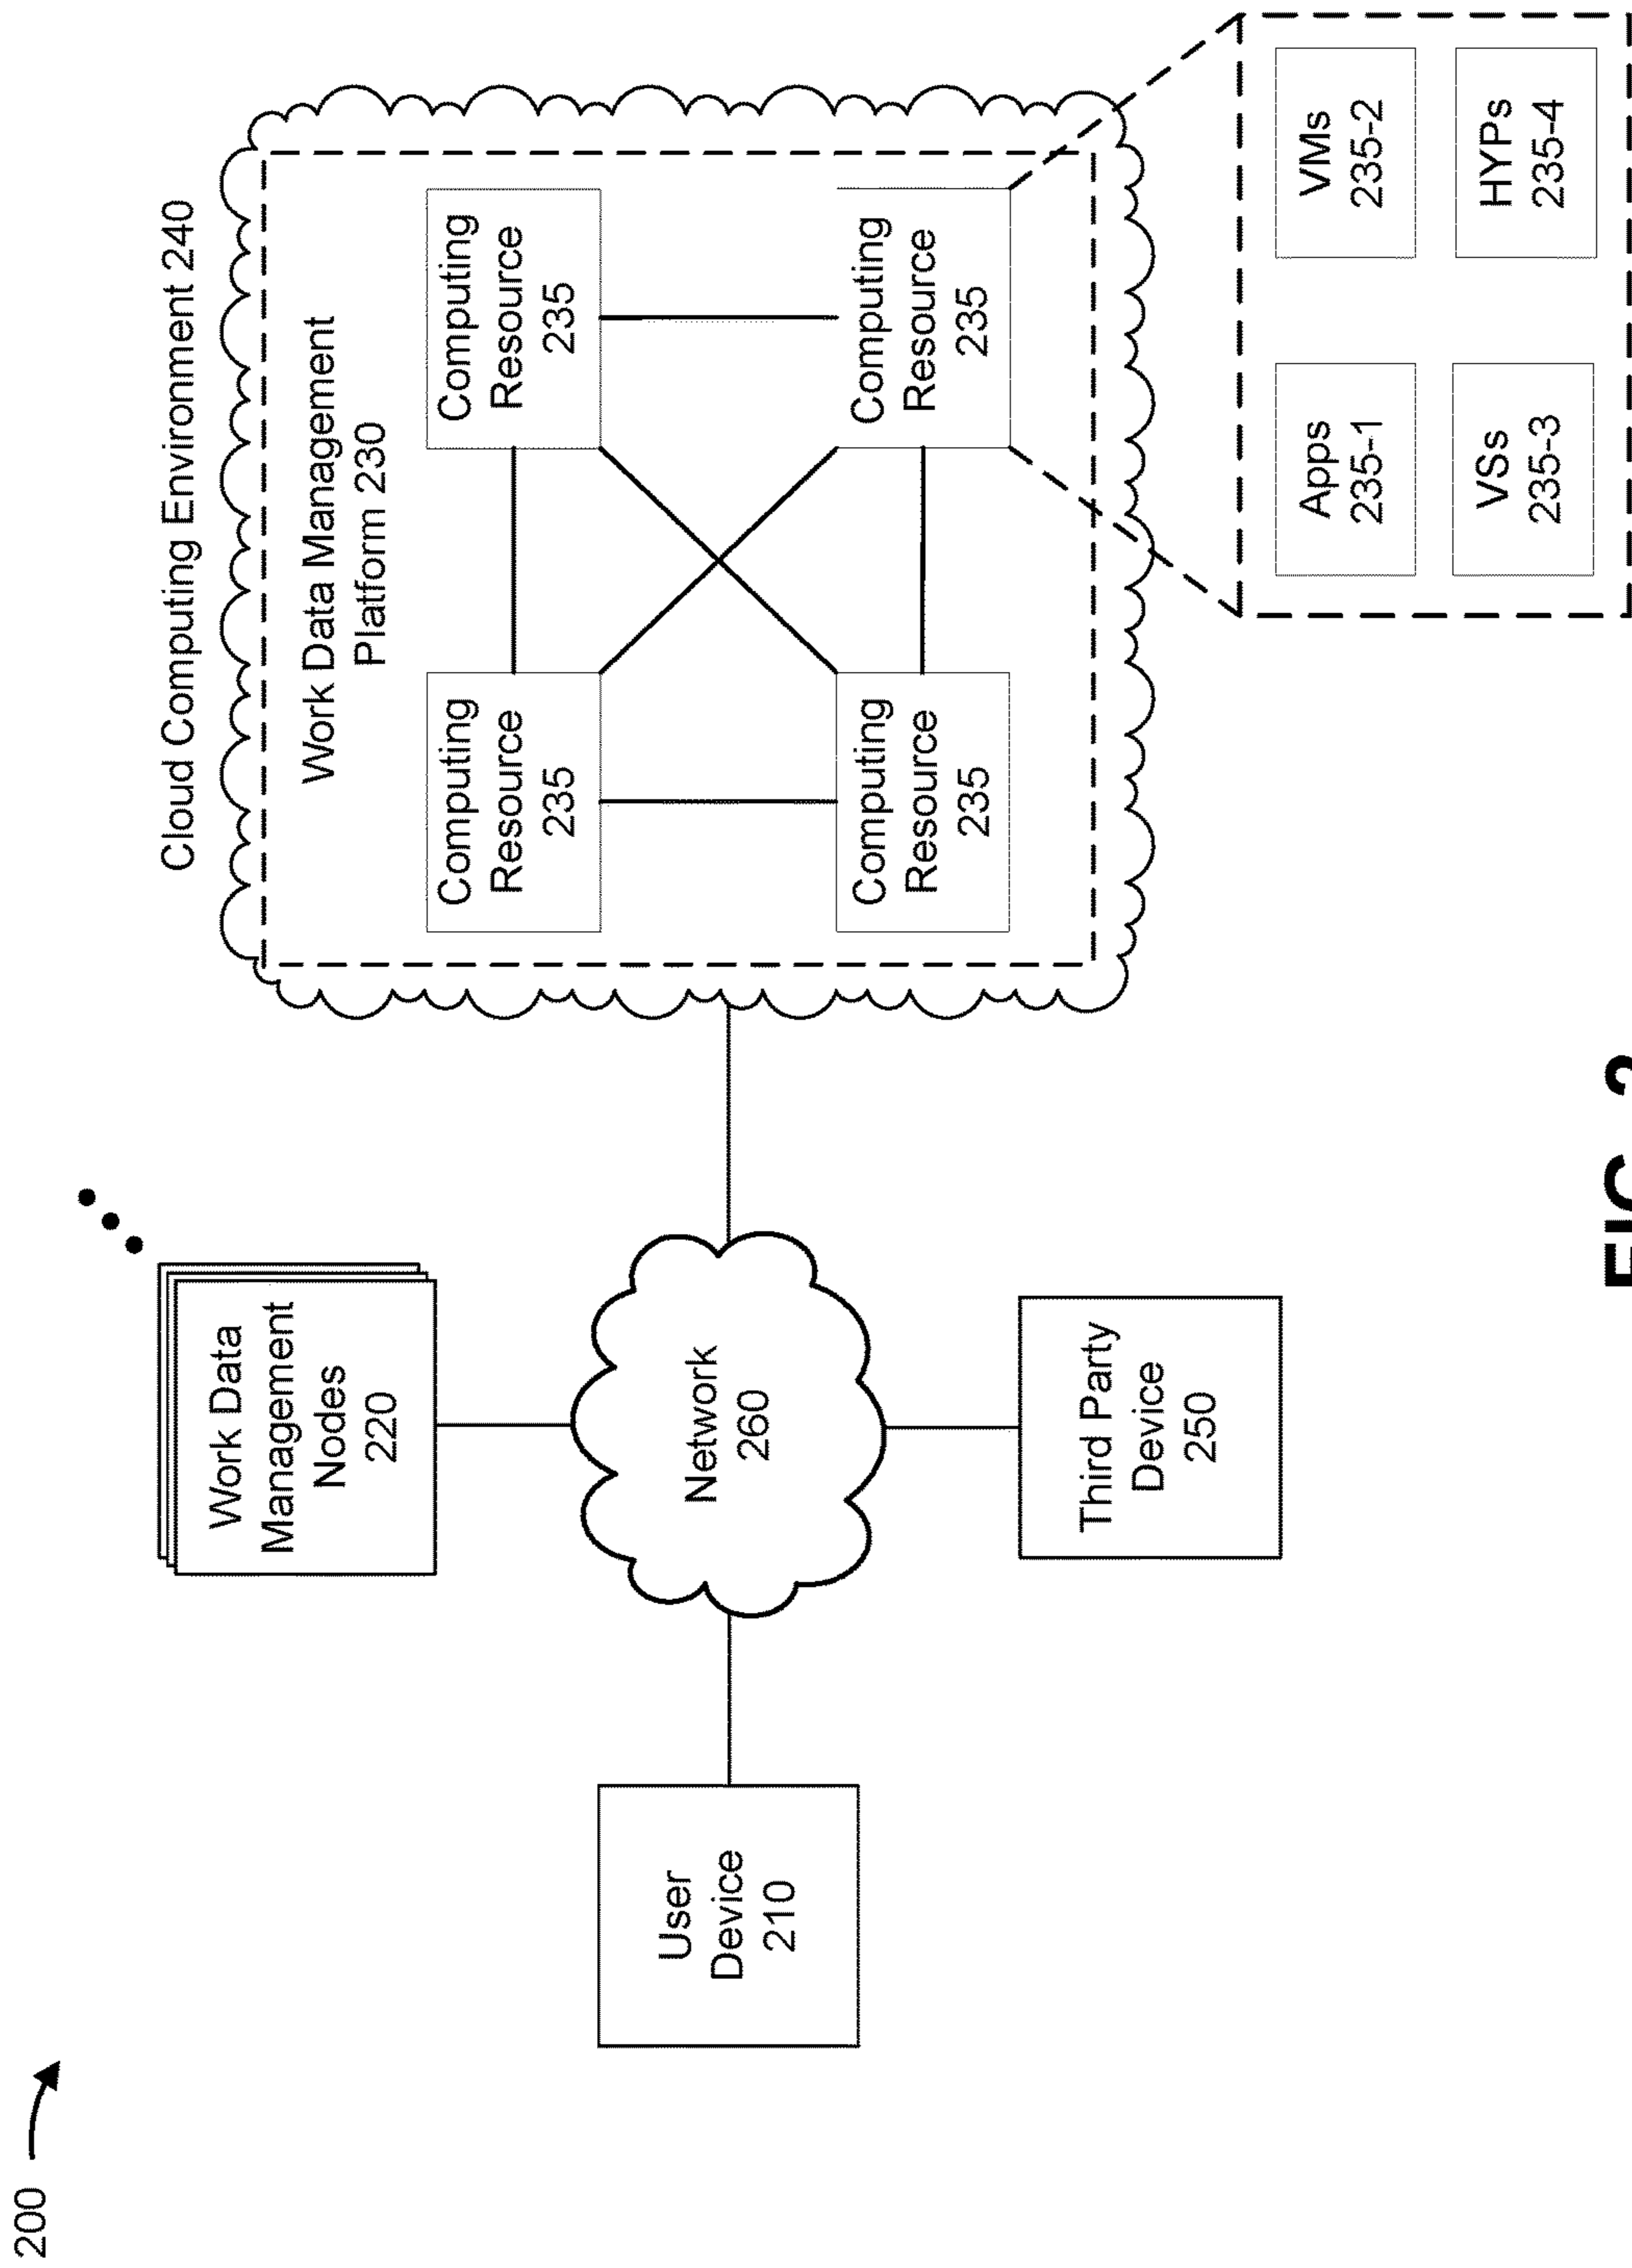 200
Cloud Computing Environment 240
Work Data Management
Platform 230
Computing
Resource
235
Computing
Resource
235
Computing
Resource
235
Computing
Resource
235
Work Data
Management
Nodes
220
Network
260
User
Device
210
Third Party
Device
250
Apps
235-1
VMs
235-2
VSs
235-3
HYPs
235-4
FIG. 2